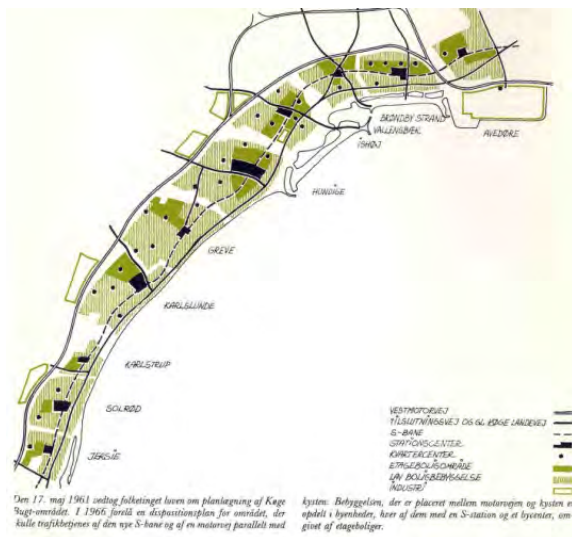 BRØNDBY STRAND
VALLENSBÆK
AVEDØRE
ISHØJ
HUNDIGE
GREVE
KARLSLUNDE
KARLSTRUP
SOLRØD
JERSIE
VESTMOTORVEJ
TILSLUTNINGSVEJ OG GL. KØGE LANDEVEJ
S-BANE
STATIONSCENTER
KVARTERCENTER
ETAGEBOLIGOMRÅDE
LAV BOLIGBEBYGGELSE
INDUSTRI
Den 17. maj 1961 vedtog folketinget loven om planlægning af Køge
Bugt-området. I 1966 forelå en dispositionsplan for området, der
skulle trafikbetjenes af den nye S-bane og af en motorvej parallelt med
kysten. Bebyggelsen, der er placeret mellem motorvejen og kysten er
opdelt i byenheder, hver af dem med en S-station og et bycenter, om-
givet af etageboliger.